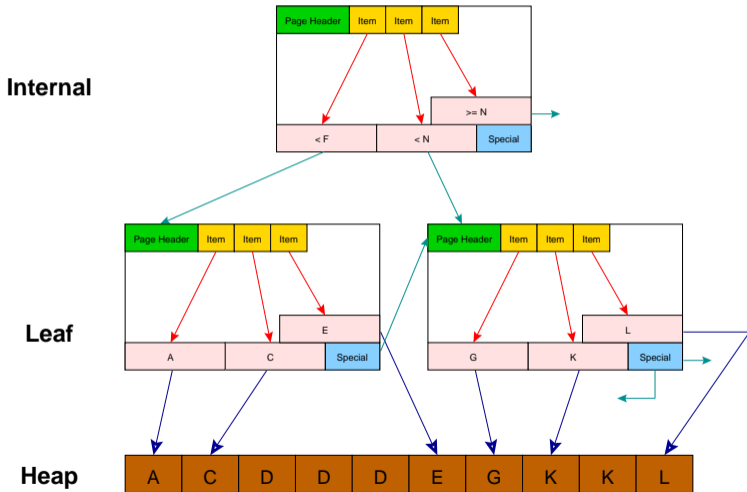 Page Header Item Item Item
Internal
>= N
< F < N Special
Page Header Item Item Item Page Header Item Item Item
Leaf
E L
A C Special G K Special
Heap A C D D D E G K K L